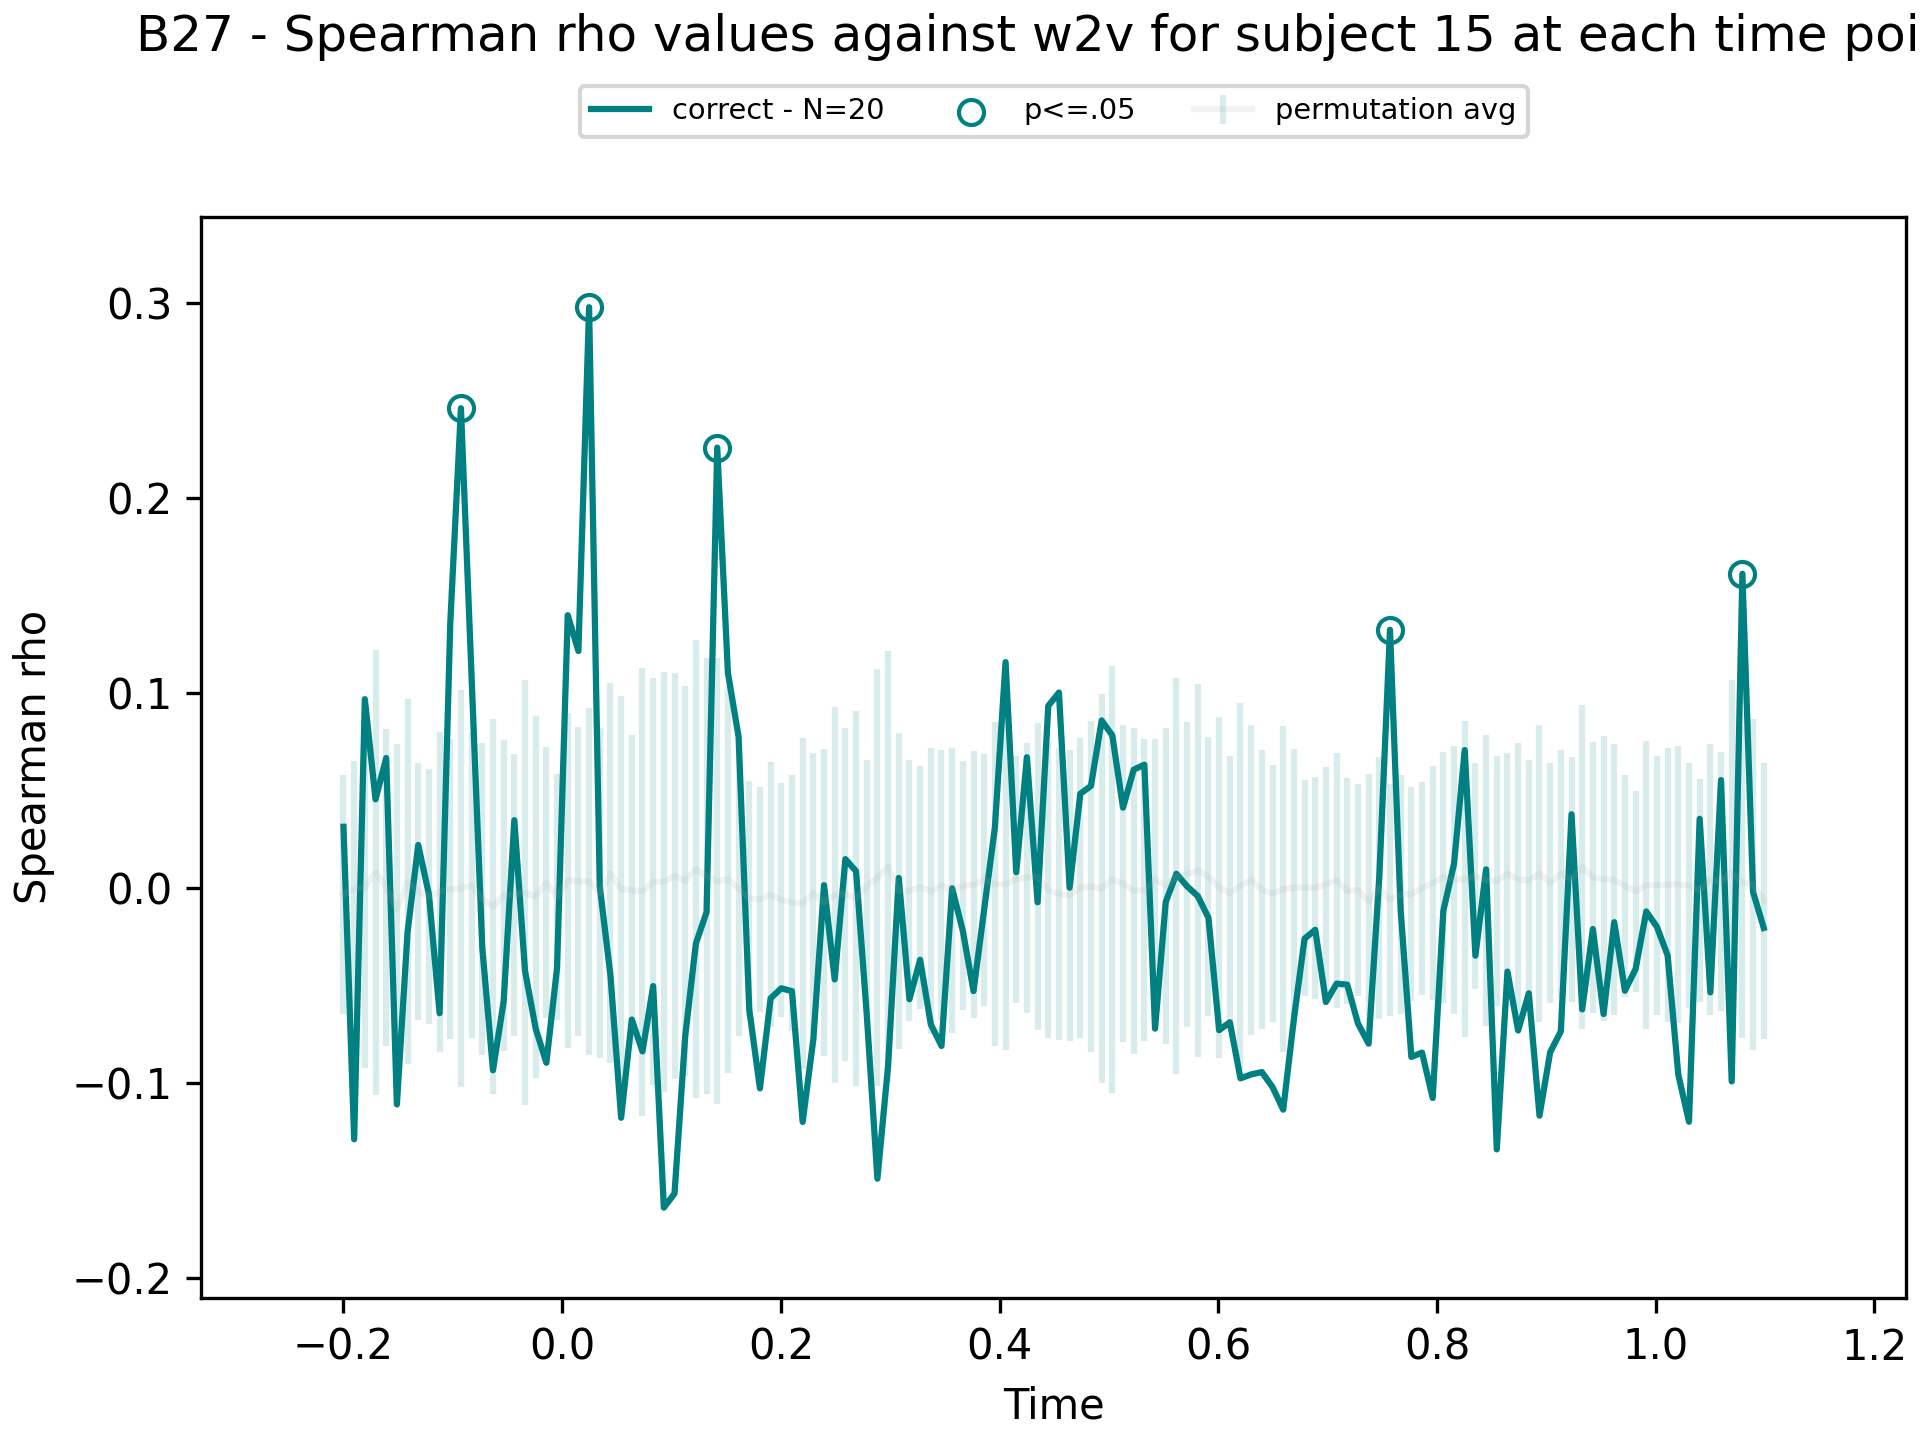 B27 - Spearman rho values against w2v for subject 15 at each time poi
correct - N=20 p<=.05 permutation avg
0.3
0.2
0.1
0.0
−0.1
−0.2
Spearman rho
−0.2 0.0 0.2 0.4 0.6 0.8 1.0 1.2
Time